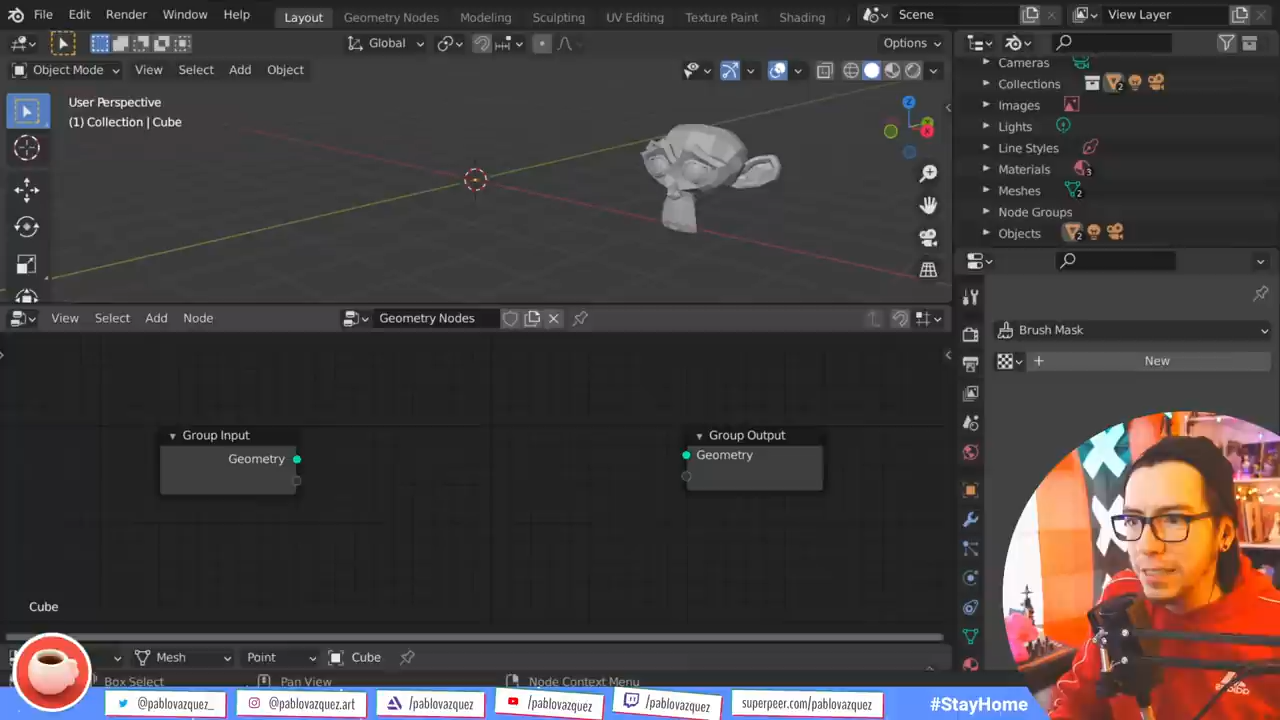 File Edit Render Window Help Layout Geometry Nodes Modeling Sculpting UV Editing Texture Paint Shading Scene View Layer
Global Options
Object Mode View Select Add Object
User Perspective
(1) Collection | Cube
Z
X
Cameras
Collections 2
Images
Lights
Line Styles
Materials 3
Meshes 2
Node Groups
Objects 2
View Select Add Node Geometry Nodes
Brush Mask
New
Group Input
Geometry
Group Output
Geometry
Cube
Mesh Point Cube
Box Select Pan View Node Context Menu
@pablovazquez_ @pablovazquez.art /pablovazquez /pablovazquez /pablovazquez superpeer.com/pablovazquez #StayHome